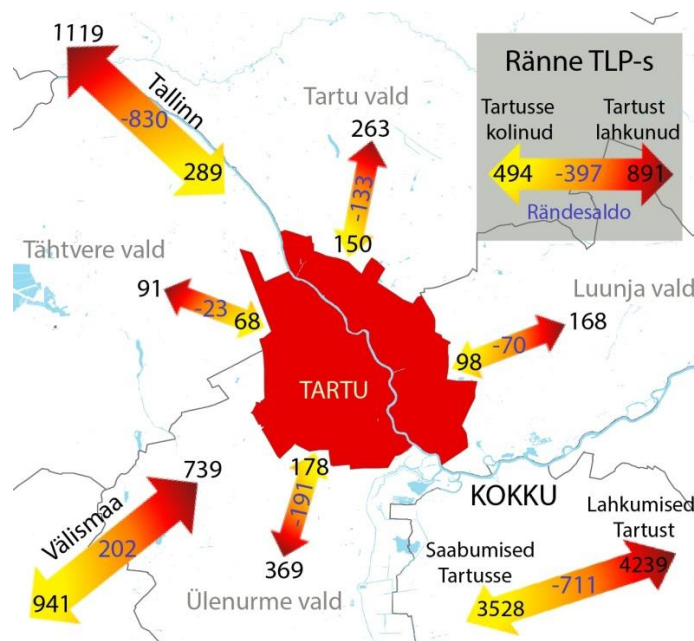 1119
Tallinn
-830
289
Tartu vald
263
-133
150
Ränne TLP-s
Tartusse
kolinud
Tartust
lahkunud
494
-397
891
Rändesaldo
Tähtvere vald
91
-23
68
Luunja vald
168
-70
98
TARTU
739
Välismaa
202
941
178
-191
369
Ülenurme vald
KOKKU
Lahkumised
Tartust
Saabumised
Tartusse
4239
-711
3528